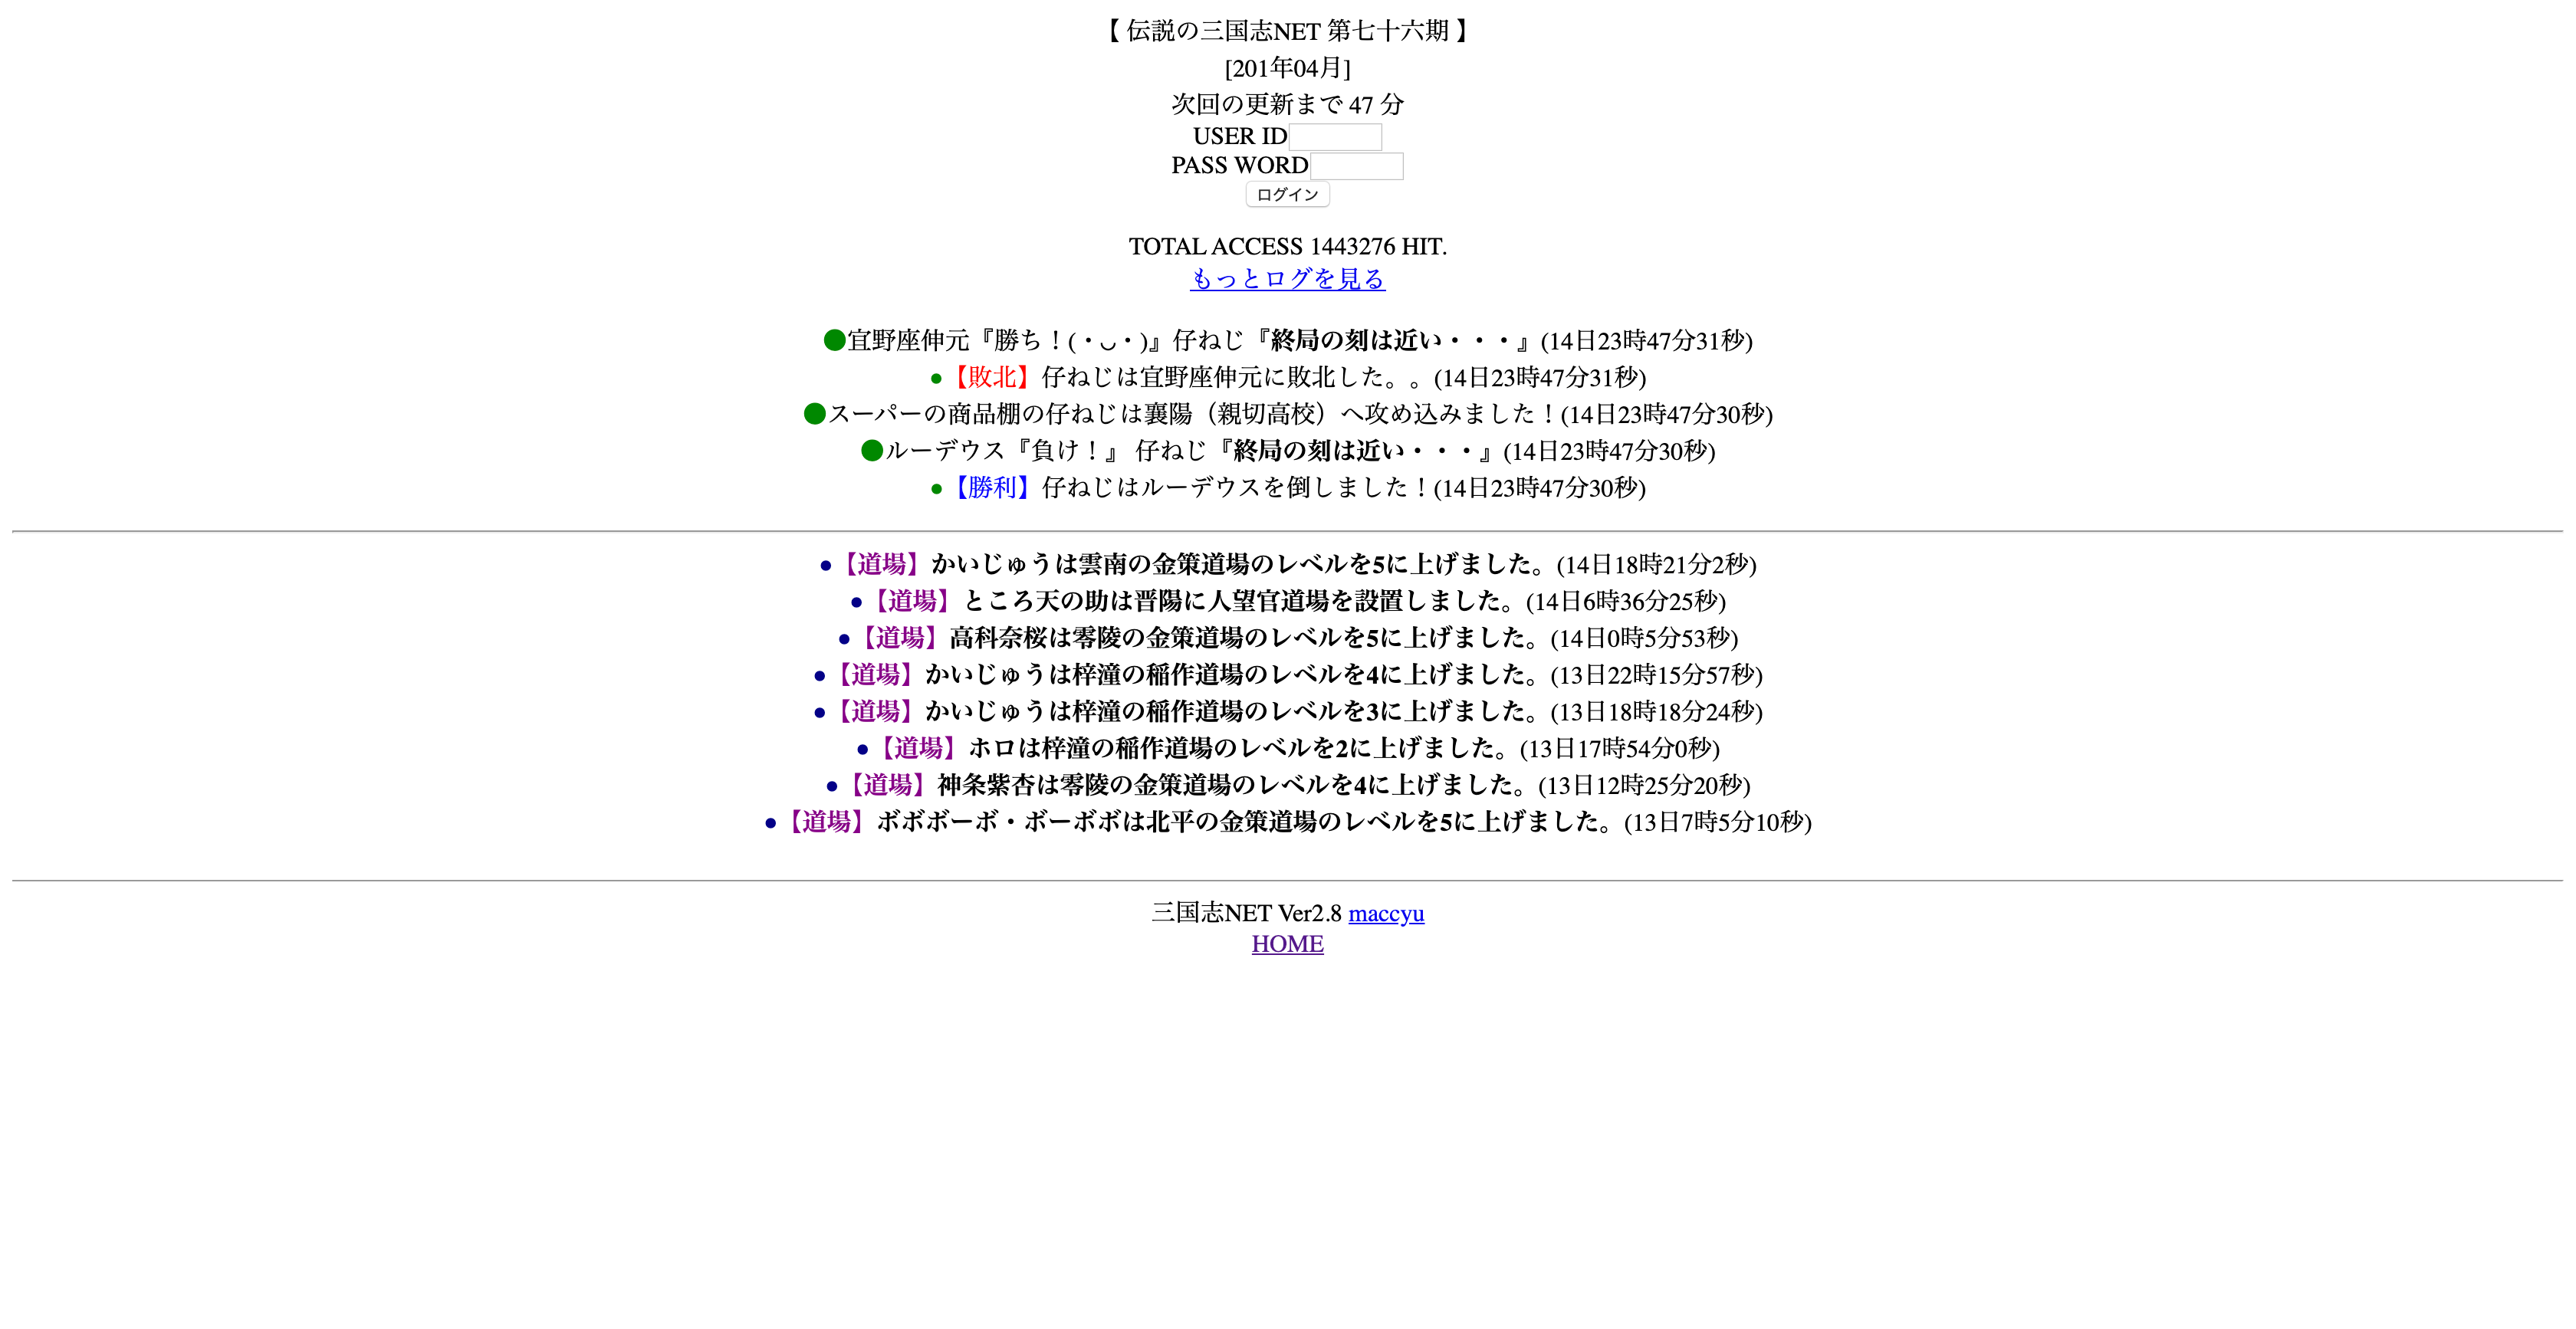 【 伝説の三国志NET 第七十六期 】
[201年04月]
次回の更新まで 47 分
USER ID
PASS WORD
ログイン
TOTAL ACCESS 1443276 HIT.
もっとログを見る
●宜野座伸元『勝ち！(・◡・)』仔ねじ『終局の刻は近い・・・』(14日23時47分31秒)
●【敗北】仔ねじは宜野座伸元に敗北した。。(14日23時47分31秒)
●スーパーの商品棚の仔ねじは襄陽（親切高校）へ攻め込みました！(14日23時47分30秒)
●ルーデウス『負け！』 仔ねじ『終局の刻は近い・・・』(14日23時47分30秒)
●【勝利】仔ねじはルーデウスを倒しました！(14日23時47分30秒)
●【道場】かいじゅうは雲南の金策道場のレベルを5に上げました。(14日18時21分2秒)
●【道場】ところ天の助は晋陽に人望官道場を設置しました。(14日6時36分25秒)
●【道場】高科奈桜は零陵の金策道場のレベルを5に上げました。(14日0時5分53秒)
●【道場】かいじゅうは梓潼の稲作道場のレベルを4に上げました。(13日22時15分57秒)
●【道場】かいじゅうは梓潼の稲作道場のレベルを3に上げました。(13日18時18分24秒)
●【道場】ホロは梓潼の稲作道場のレベルを2に上げました。(13日17時54分0秒)
●【道場】神条紫杏は零陵の金策道場のレベルを4に上げました。(13日12時25分20秒)
●【道場】ボボボーボ・ボーボボは北平の金策道場のレベルを5に上げました。(13日7時5分10秒)
三国志NET Ver2.8 maccyu
HOME